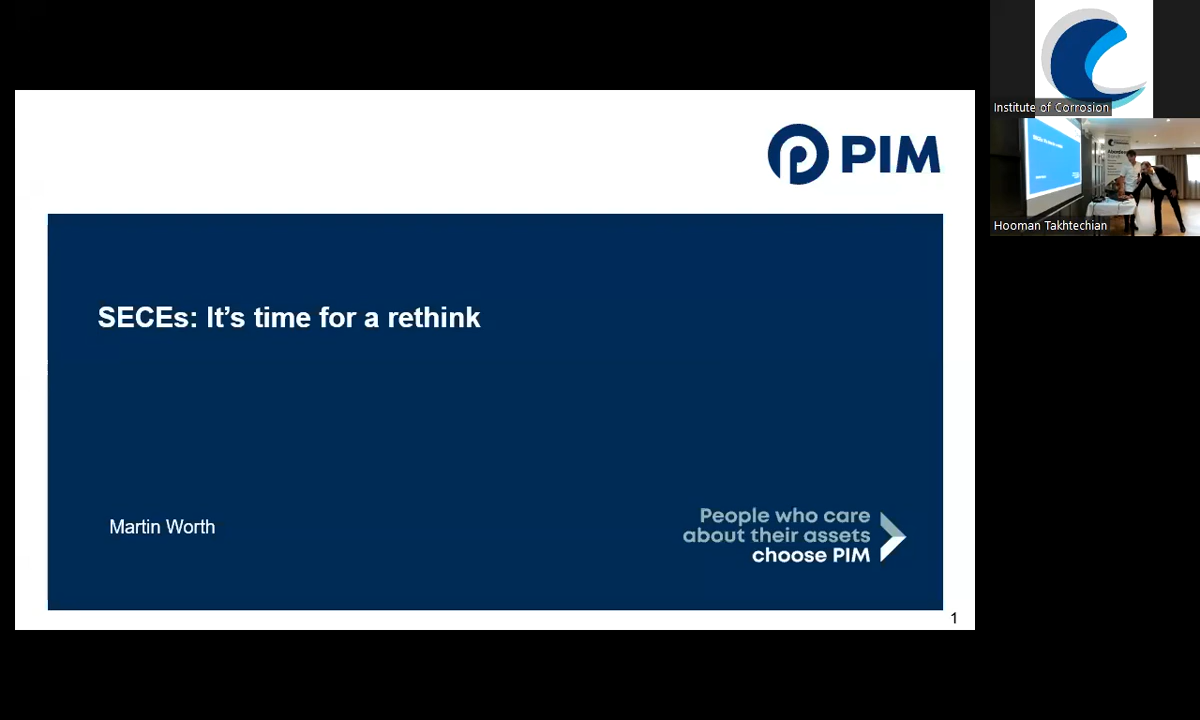 PIM
SECEs: It's time for a rethink
Martin Worth
People who care
about their assets
choose PIM
1
Institute of Corrosion
Hooman Takhtechian